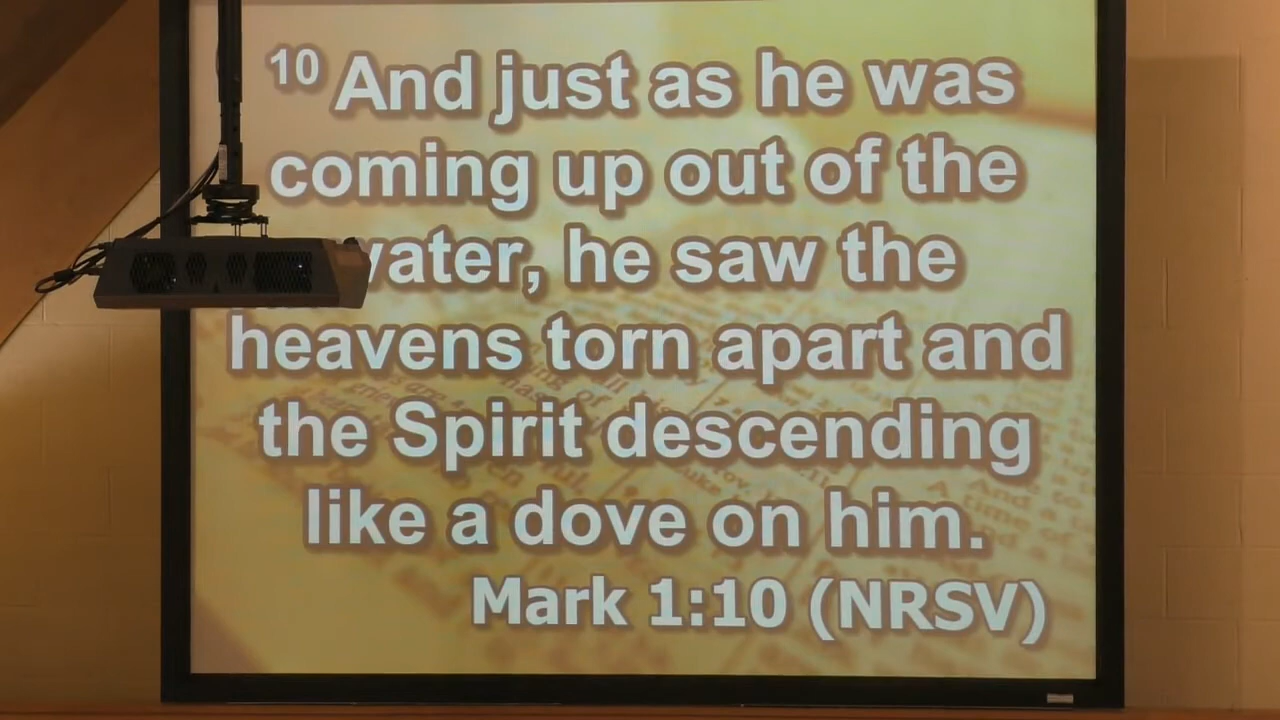 10 And just as he was
coming up out of the
water, he saw the
heavens torn apart and
the Spirit descending
like a dove on him.
Mark 1:10 (NRSV)